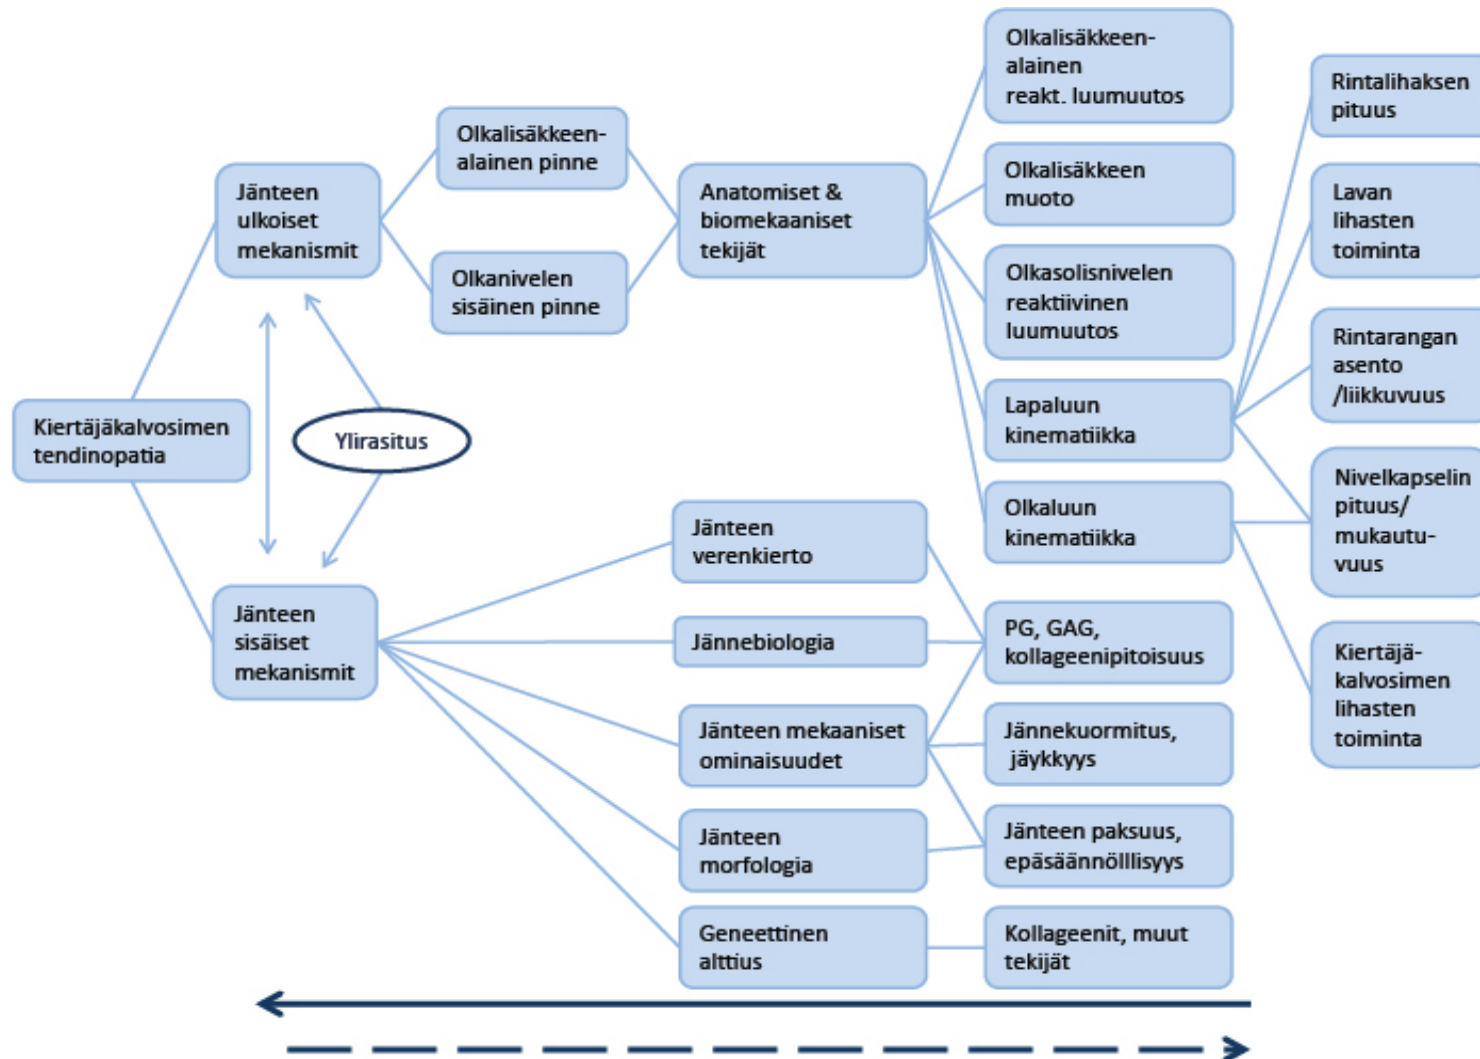 Kiertäjäkalvosimen
tendinopatia
Jänteen
ulkoiset
mekanismit
Ylirasitus
Jänteen
sisäiset
mekanismit
Olkalisäkkeen-
alainen pinne
Olkanivelen
sisäinen pinne
Anatomiset &
biomekaaniset
tekijät
Jänteen
verenkierto
Jännebiologia
Jänteen mekaaniset
ominaisuudet
Jänteen
morfologia
Geneettinen
alttius
Olkalisäkkeen-
alainen
reakt. luumuutos
Olkalisäkkeen
muoto
Olkasolisnivelen
reaktiivinen
luumuutos
Lapaluun
kinematiikka
Olkaluun
kinematiikka
PG, GAG,
kollageenipitoisuus
Jännekuormitus,
jäykkyys
Jänteen paksuus,
epäsäännölllisyys
Kollageenit, muut
tekijät
Rintalihaksen
pituus
Lavan
lihasten
toiminta
Rintarangan
asento
/liikkuvuus
Nivelkapselin
pituus/
mukautu-
vuus
Kiertäjä-
kalvosimen
lihasten
toiminta